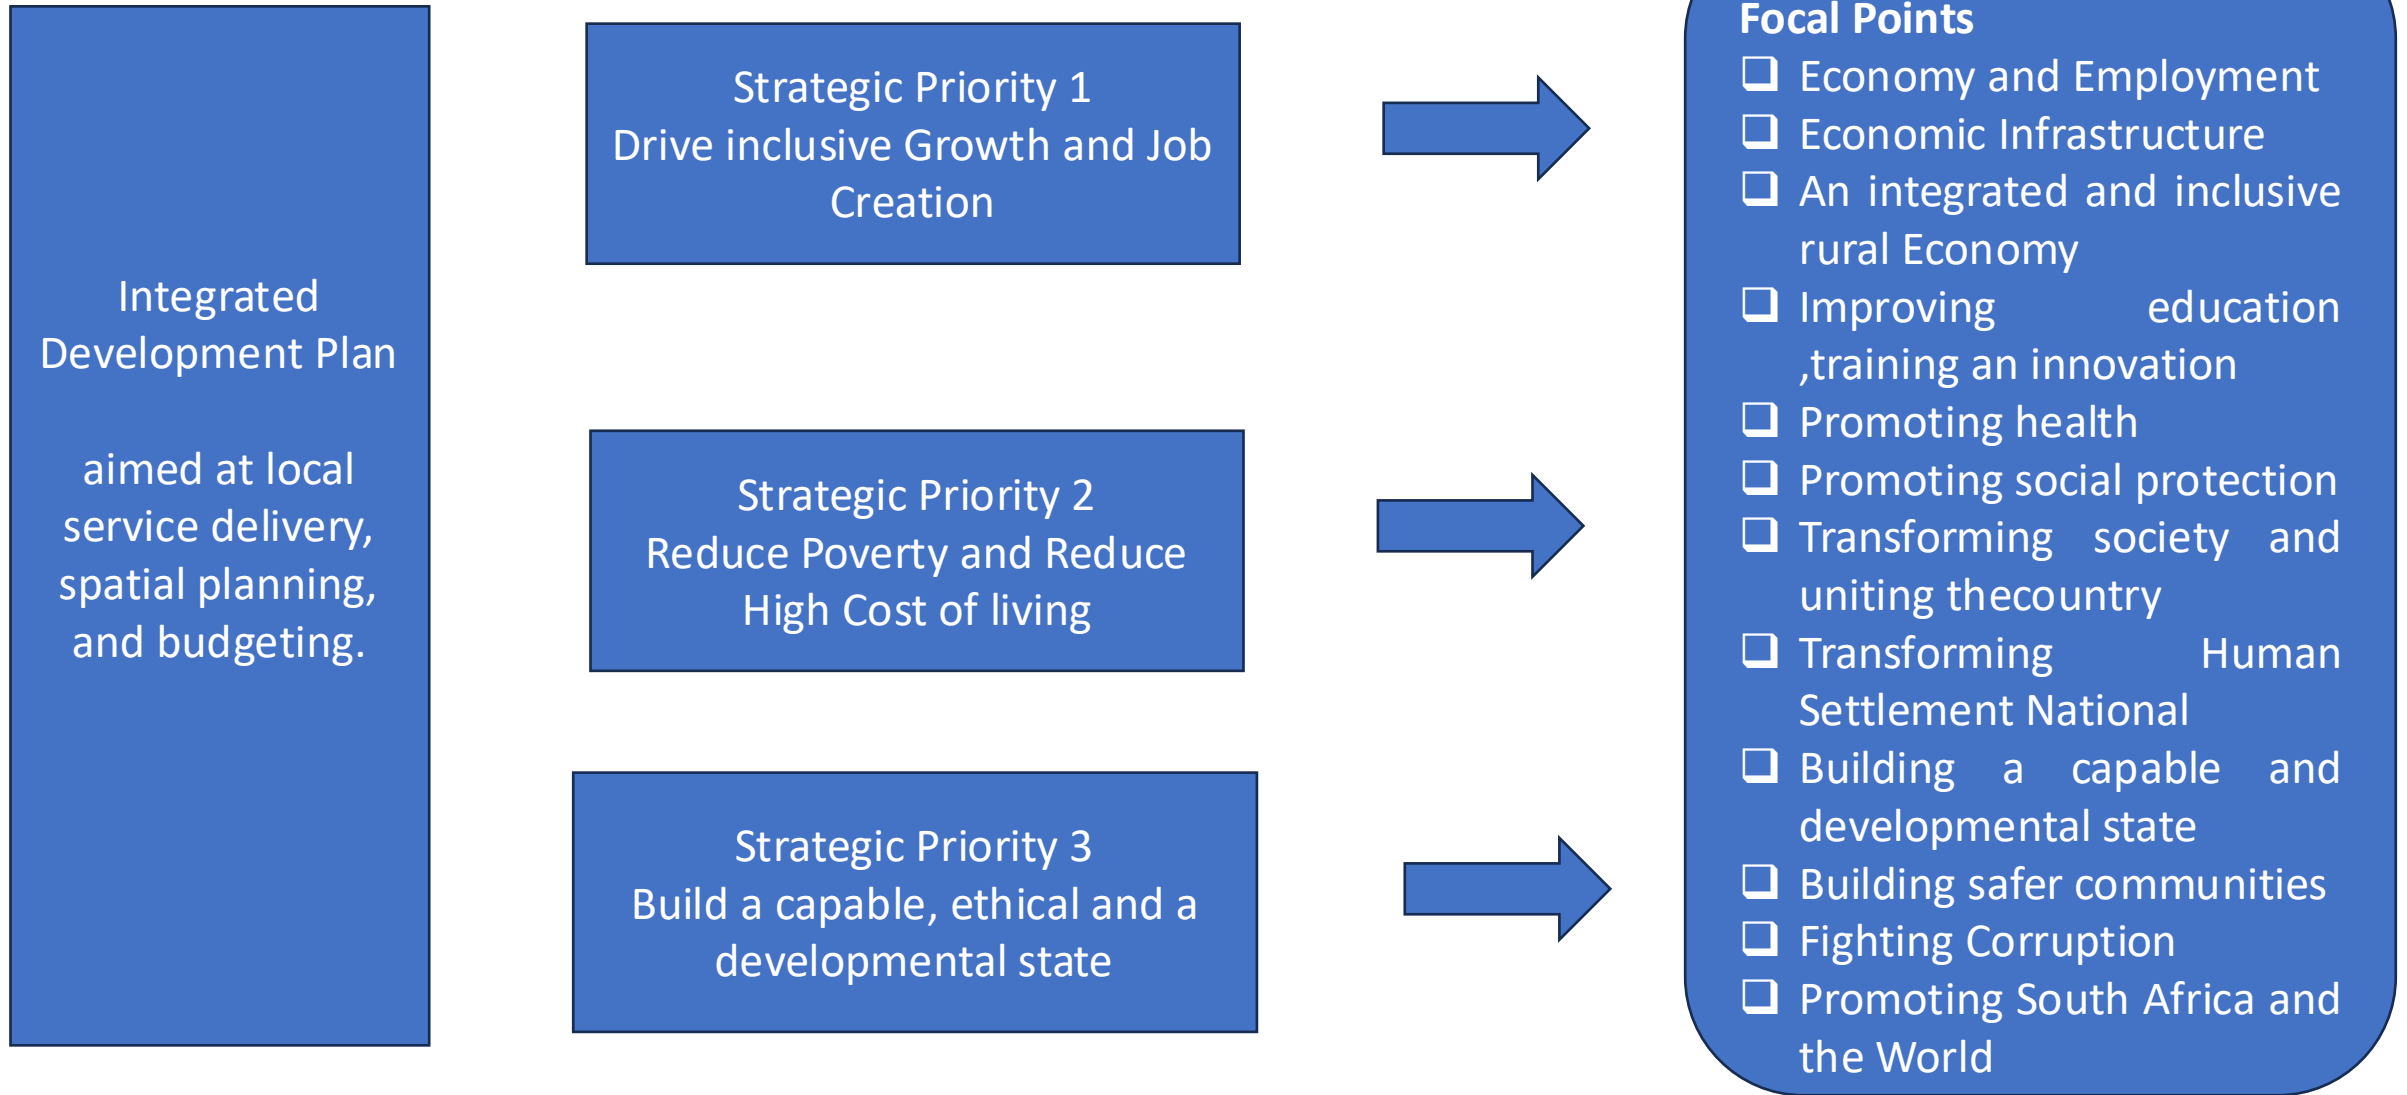 Integrated
Development Plan
aimed at local
service delivery,
spatial planning,
and budgeting.
Strategic Priority 1
Drive inclusive Growth and Job
Creation
Strategic Priority 2
Reduce Poverty and Reduce
High Cost of living
Strategic Priority 3
Build a capable, ethical and a
developmental state
Focal Points
❑ Economy and Employment
❑ Economic Infrastructure
❑ An integrated and inclusive
rural Economy
❑ Improving education
,training an innovation
❑ Promoting health
❑ Promoting social protection
❑ Transforming society and
uniting thecountry
❑ Transforming Human
Settlement National
❑ Building a capable and
developmental state
❑ Building safer communities
❑ Fighting Corruption
❑ Promoting South Africa and
the World